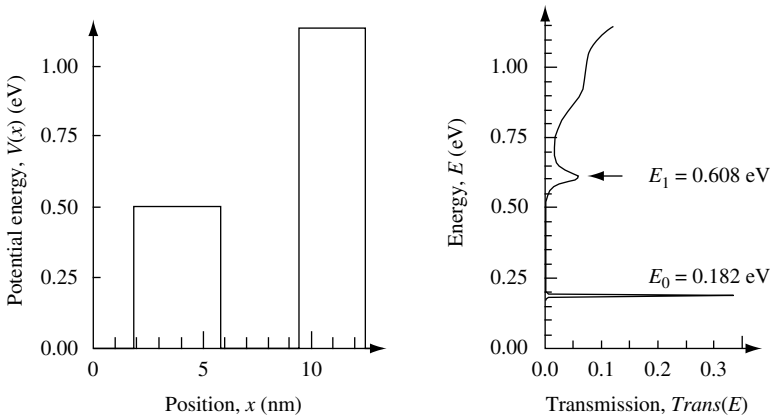 Potential energy, V(x) (eV)
1.00
0.75
0.50
0.25
0.00
0
5
10
Position, x (nm)
Energy, E (eV)
1.00
0.75
0.50
0.25
0.00
E1 = 0.608 eV
E0 = 0.182 eV
0.0
0.1
0.2
0.3
Transmission, Trans(E)